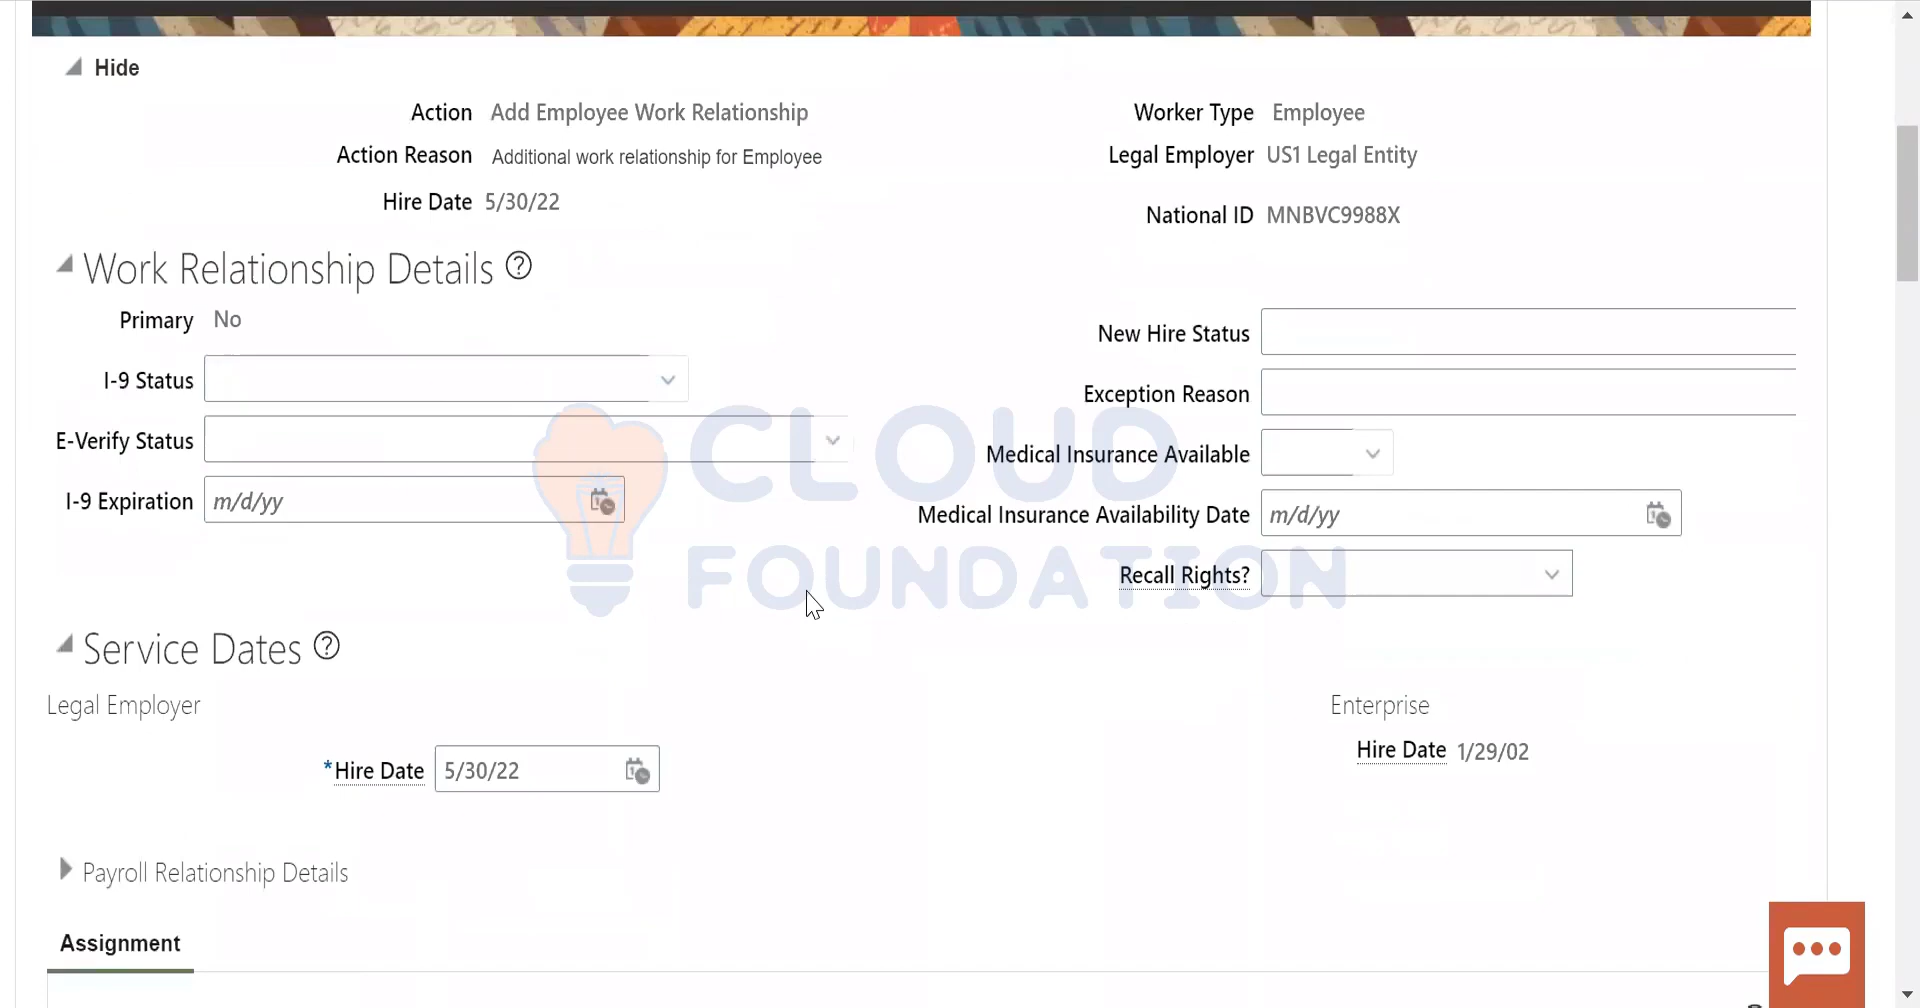 Hide
Action Add Employee Work Relationship
Action Reason Additional work relationship for Employee
Hire Date 5/30/22
Worker Type Employee
Legal Employer US1 Legal Entity
National ID MNBVC9988X
Work Relationship Details ?
Primary No
I-9 Status
E-Verify Status
I-9 Expiration m/d/yy
New Hire Status
Exception Reason
Medical Insurance Available
Medical Insurance Availability Date m/d/yy
Recall Rights?
CLOUD
FOUNDATION
Service Dates ?
Legal Employer
*Hire Date 5/30/22
Enterprise
Hire Date 1/29/02
Payroll Relationship Details
Assignment